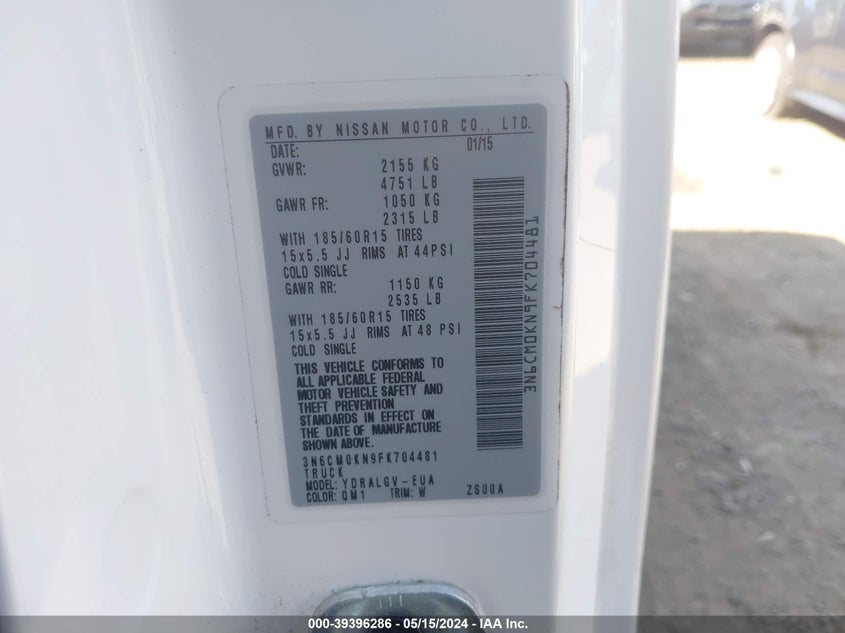 MFD. BY NISSAN MOTOR CO., LTD.
DATE: 01/15
GVWR: 2155 KG
4751 LB
GAWR FR: 1050 KG
2315 LB
WITH 185/60R15 TIRES
15x5.5 JJ RIMS AT 44PSI
COLD SINGLE
GAWR RR: 1150 KG
2535 LB
WITH 185/60R15 TIRES
15x5.5 JJ RIMS AT 48 PSI
COLD SINGLE
THIS VEHICLE CONFORMS TO
ALL APPLICABLE FEDERAL
MOTOR VEHICLE SAFETY AND
THEFT PREVENTION
STANDARDS IN EFFECT ON
THE DATE OF MANUFACTURE
SHOWN ABOVE.
3N6CM0KN9FK704481
TRUCK
MODEL: YDRALGV-EUA
COLOR: QM1 TRIM: W ZS00A
3N6CM0KN9FK704481
000-39396286 - 05/15/2024 - IAA Inc.